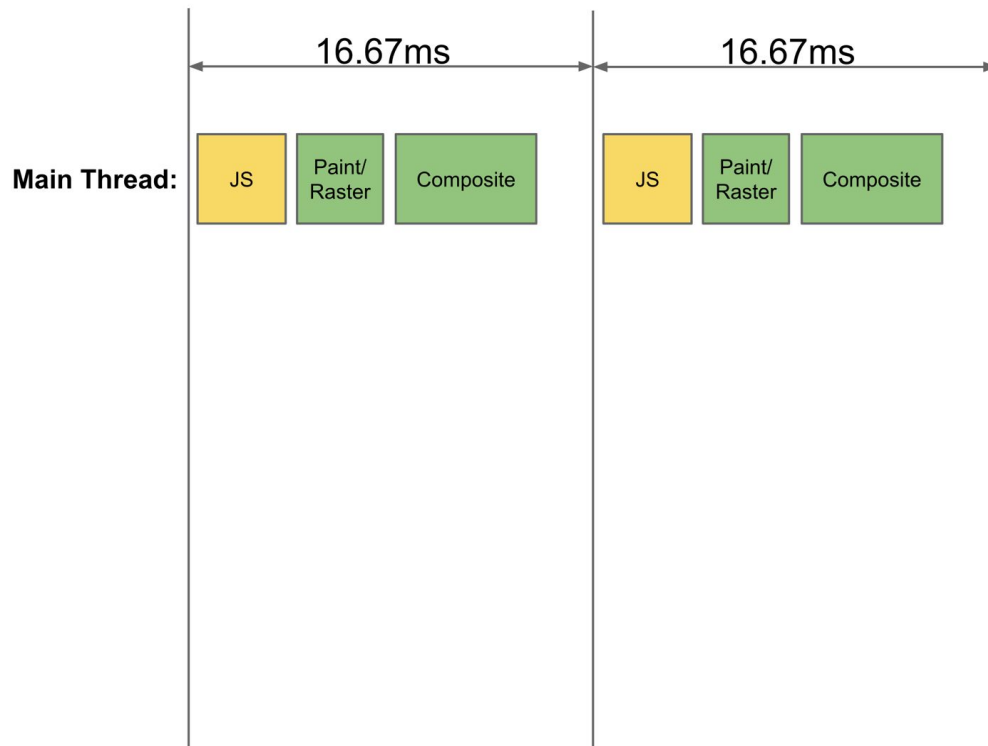 16.67ms 16.67ms
Main Thread:
JS
Paint/
Raster
Composite
JS
Paint/
Raster
Composite